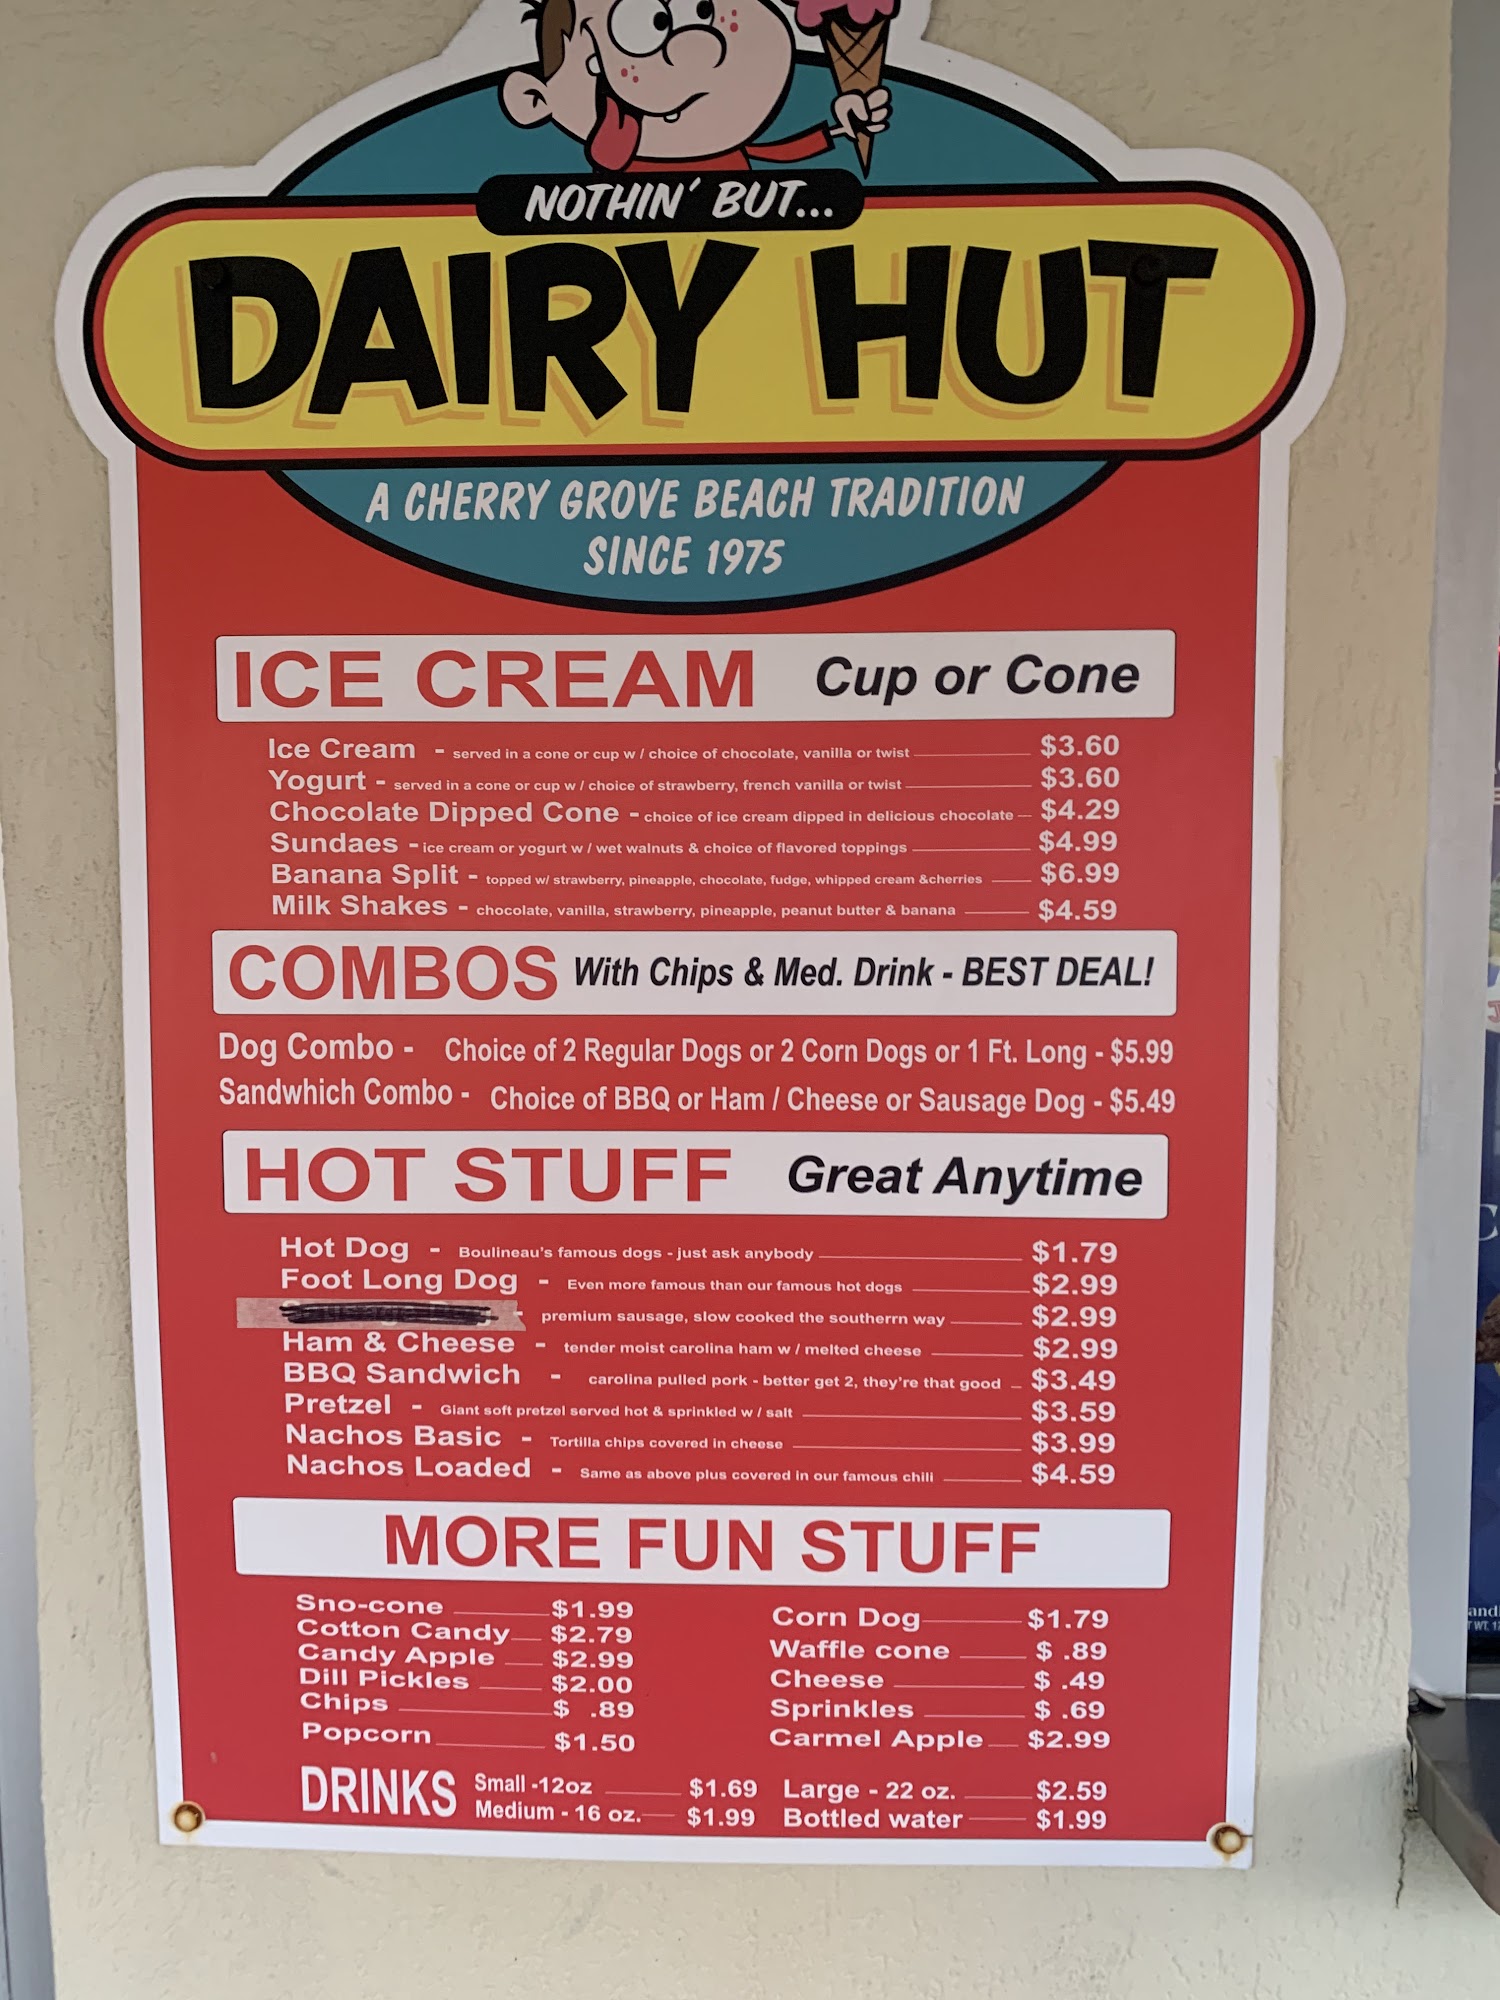 NOTHIN' BUT...
DAIRY HUT
A CHERRY GROVE BEACH TRADITION
SINCE 1975
ICE CREAM Cup or Cone
Ice Cream - served in a cone or cup w / choice of chocolate, vanilla or twist $3.60
Yogurt - served in a cone or cup w / choice of strawberry, french vanilla or twist $3.60
Chocolate Dipped Cone - choice of ice cream dipped in delicious chocolate $4.29
Sundaes - ice cream or yogurt w / wet walnuts & choice of flavored toppings $4.99
Banana Split - topped w/ strawberry, pineapple, chocolate, fudge, whipped cream &cherries $6.99
Milk Shakes - chocolate, vanilla, strawberry, pineapple, peanut butter & banana $4.59
COMBOS With Chips & Med. Drink - BEST DEAL!
Dog Combo - Choice of 2 Regular Dogs or 2 Corn Dogs or 1 Ft. Long - $5.99
Sandwhich Combo - Choice of BBQ or Ham / Cheese or Sausage Dog - $5.49
HOT STUFF Great Anytime
Hot Dog - Boulineau's famous dogs - just ask anybody $1.79
Foot Long Dog - Even more famous than our famous hot dogs $2.99
- premium sausage, slow cooked the southerrn way $2.99
Ham & Cheese - tender moist carolina ham w / melted cheese $2.99
BBQ Sandwich - carolina pulled pork - better get 2, they're that good $3.49
Pretzel - Giant soft pretzel served hot & sprinkled w / salt $3.59
Nachos Basic - Tortilla chips covered in cheese $3.99
Nachos Loaded - Same as above plus covered in our famous chili $4.59
MORE FUN STUFF
Sno-cone $1.99
Cotton Candy $2.79
Candy Apple $2.99
Dill Pickles $2.00
Chips $ .89
Popcorn $1.50
Corn Dog $1.79
Waffle cone $ .89
Cheese $ .49
Sprinkles $ .69
Carmel Apple $2.99
DRINKS
Small -12oz $1.69
Medium - 16 oz. $1.99
Large - 22 oz. $2.59
Bottled water $1.99